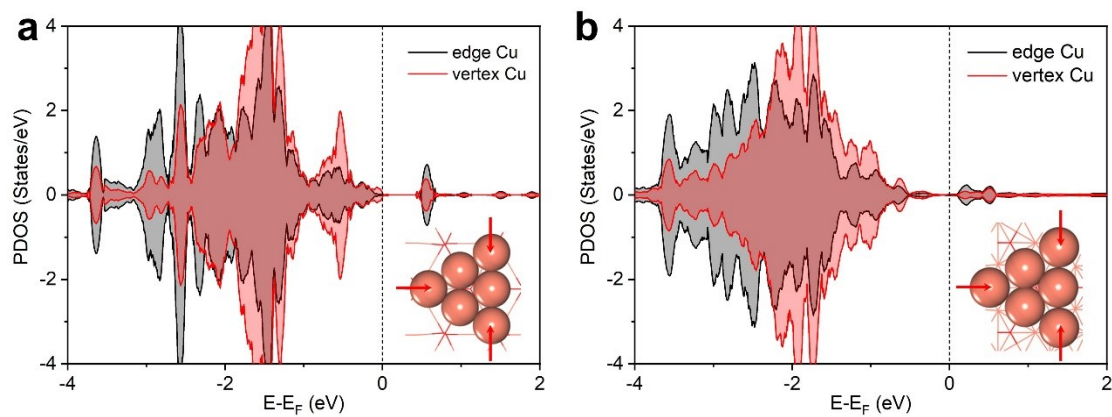 a
PDOS (States/eV)
4
2
0
-2
-4
edge Cu
vertex Cu
-4
-2
0
2
E-E_F (eV)
b
PDOS (States/eV)
4
2
0
-2
-4
edge Cu
vertex Cu
-4
-2
0
2
E-E_F (eV)